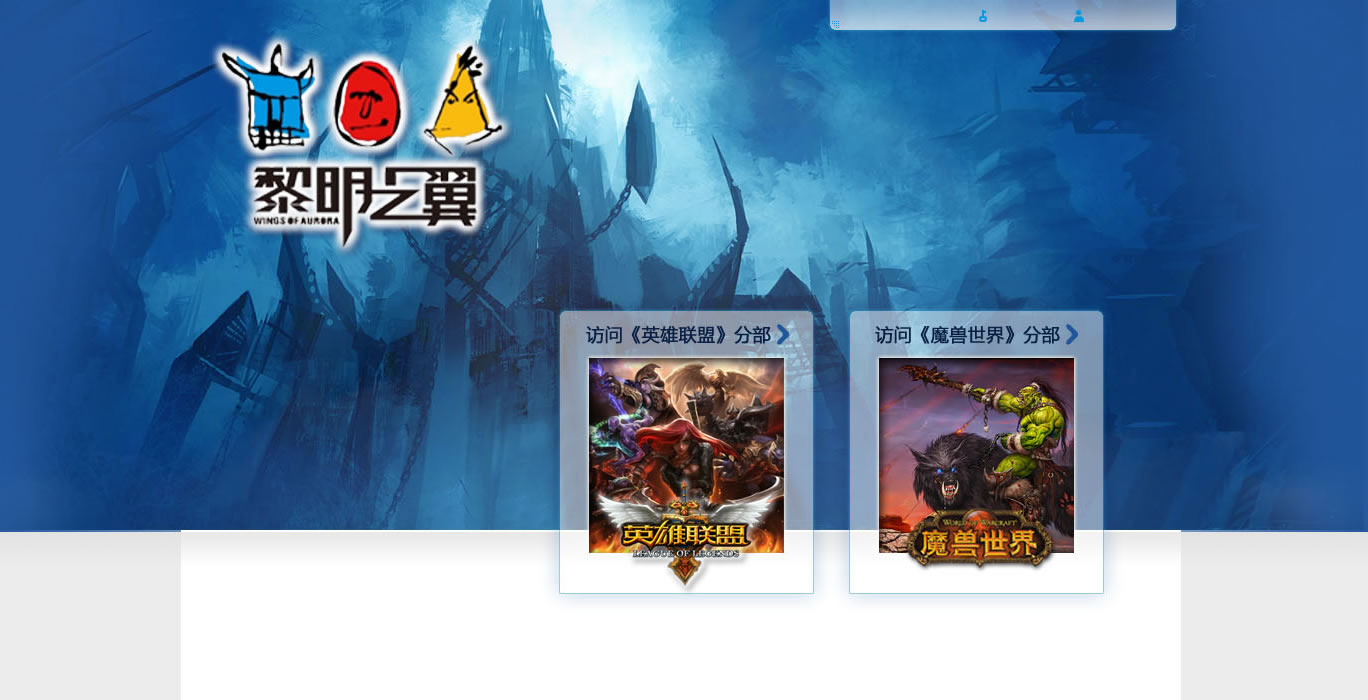 黎明之翼
WINGS OF AURORA
访问《英雄联盟》分部
访问《魔兽世界》分部
英雄联盟
LEAGUE OF LEGENDS
WORLD OF WARCRAFT
魔兽世界